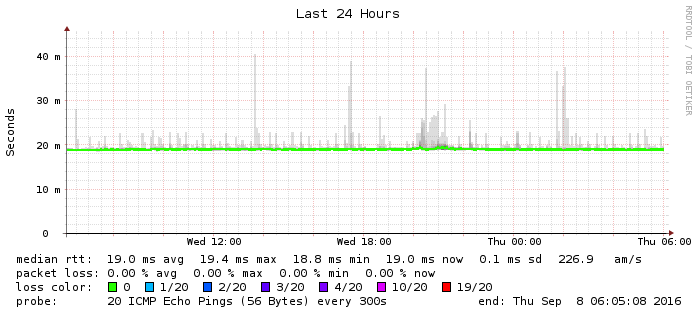 Last 24 Hours
RRDTOOL / TOBI OETIKER
Seconds
40 m
30 m
20 m
10 m
0
Wed 12:00 Wed 18:00 Thu 00:00 Thu 06:00
median rtt: 19.0 ms avg 19.4 ms max 18.8 ms min 19.0 ms now 0.1 ms sd 226.9 am/s
packet loss: 0.00 % avg 0.00 % max 0.00 % min 0.00 % now
loss color: 0 1/20 2/20 3/20 4/20 10/20 19/20
probe: 20 ICMP Echo Pings (56 Bytes) every 300s end: Thu Sep 8 06:05:08 2016